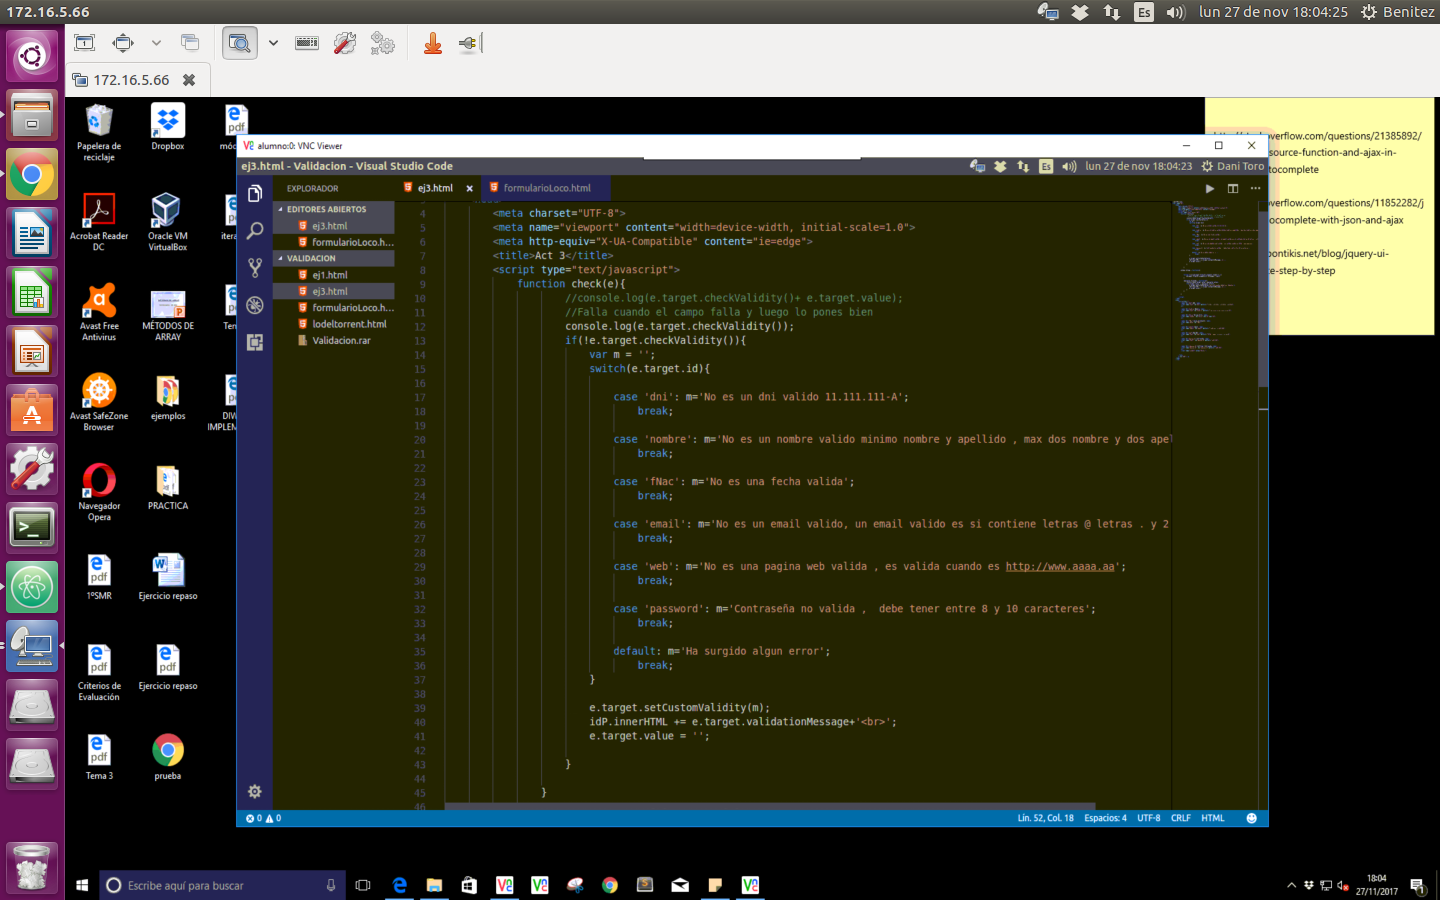 172.16.5.66
Es
lun 27 de nov 18:04:25
Benitez
172.16.5.66
Papelera de reciclaje
Dropbox
Acrobat Reader DC
Oracle VM VirtualBox
Avast Free Antivirus
MÉTODOS DE ARRAY
Avast SafeZone Browser
ejemplos
Navegador Opera
PRACTICA
1ºSMR
Ejercicio repaso
Criterios de Evaluación
Ejercicio repaso
Tema 3
prueba
overflow.com/questions/21385892/
source-function-and-ajax-in-
tocomplete
overflow.com/questions/11852282/j
tocomplete-with-json-and-ajax
pontikis.net/blog/jquery-ui-
te-step-by-step
alumno:0: VNC Viewer
ej3.html - Validacion - Visual Studio Code
Es
lun 27 de nov 18:04:23
Dani Toro
EXPLORADOR
EDITORES ABIERTOS
ej3.html
formularioLoco.h...
VALIDACION
ej1.html
ej3.html
formularioLoco.h...
lodeltorrent.html
Validacion.rar
ej3.html
formularioLoco.html
4 <meta charset="UTF-8">
5 <meta name="viewport" content="width=device-width, initial-scale=1.0">
6 <meta http-equiv="X-UA-Compatible" content="ie=edge">
7 <title>Act 3</title>
8 <script type="text/javascript">
9 function check(e){
10 //console.log(e.target.checkValidity()+ e.target.value);
11 //Falla cuando el campo falla y luego lo pones bien
12 console.log(e.target.checkValidity());
13 if(!e.target.checkValidity()){
14 var m = '';
15 switch(e.target.id){
16
17 case 'dni': m='No es un dni valido 11.111.111-A';
18 break;
19
20 case 'nombre': m='No es un nombre valido minimo nombre y apellido , max dos nombre y dos apel
21 break;
22
23 case 'fNac': m='No es una fecha valida';
24 break;
25
26 case 'email': m='No es un email valido, un email valido es si contiene letras @ letras . y 2
27 break;
28
29 case 'web': m='No es una pagina web valida , es valida cuando es http://www.aaaa.aa';
30 break;
31
32 case 'password': m='Contraseña no valida ,  debe tener entre 8 y 10 caracteres';
33 break;
34
35 default: m='Ha surgido algun error';
36 break;
37 }
38
39 e.target.setCustomValidity(m);
40 idP.innerHTML += e.target.validationMessage+'<br>';
41 e.target.value = '';
42
43 }
44
45 }
46
0 0
Lín. 52, Col. 18
Espacios: 4
UTF-8
CRLF
HTML
Escribe aquí para buscar
18:04
27/11/2017
1